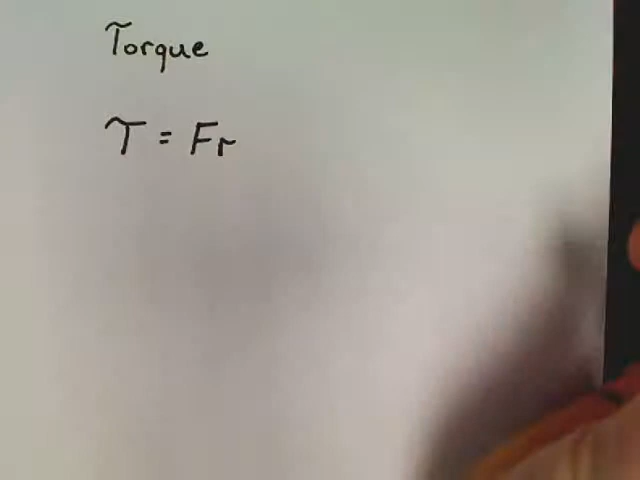 Torque
τ = Fr